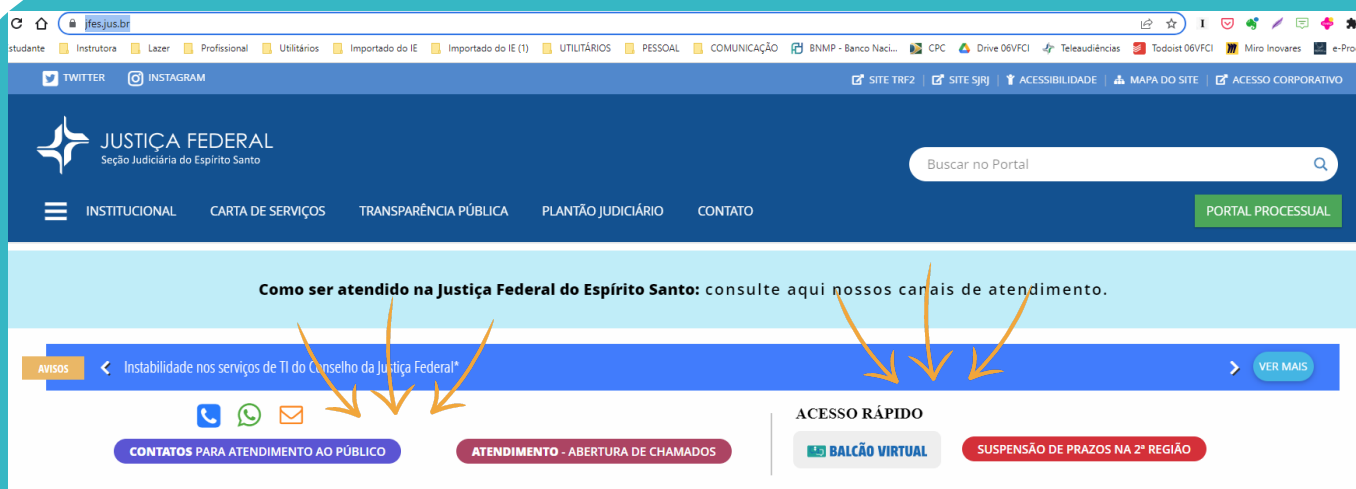 jfes.jus.br
studante Instrutora Lazer Profissional Utilitários Importado do IE Importado do IE (1) UTILITÁRIOS PESSOAL COMUNICAÇÃO BNMP - Banco Naci... CPC Drive 06VFCI Teleaudiências Todoist 06VFCI Miro Inovares e-Pro
TWITTER INSTAGRAM SITE TRF2 | SITE SJRJ | ACESSIBILIDADE | MAPA DO SITE | ACESSO CORPORATIVO
JUSTIÇA FEDERAL
Seção Judiciária do Espírito Santo
Buscar no Portal
INSTITUCIONAL CARTA DE SERVIÇOS TRANSPARÊNCIA PÚBLICA PLANTÃO JUDICIÁRIO CONTATO PORTAL PROCESSUAL
Como ser atendido na Justiça Federal do Espírito Santo: consulte aqui nossos canais de atendimento.
AVISOS Instabilidade nos serviços de TI do Conselho da Justiça Federal* VER MAIS
ACESSO RÁPIDO
CONTATOS PARA ATENDIMENTO AO PÚBLICO ATENDIMENTO - ABERTURA DE CHAMADOS BALCÃO VIRTUAL SUSPENSÃO DE PRAZOS NA 2ª REGIÃO